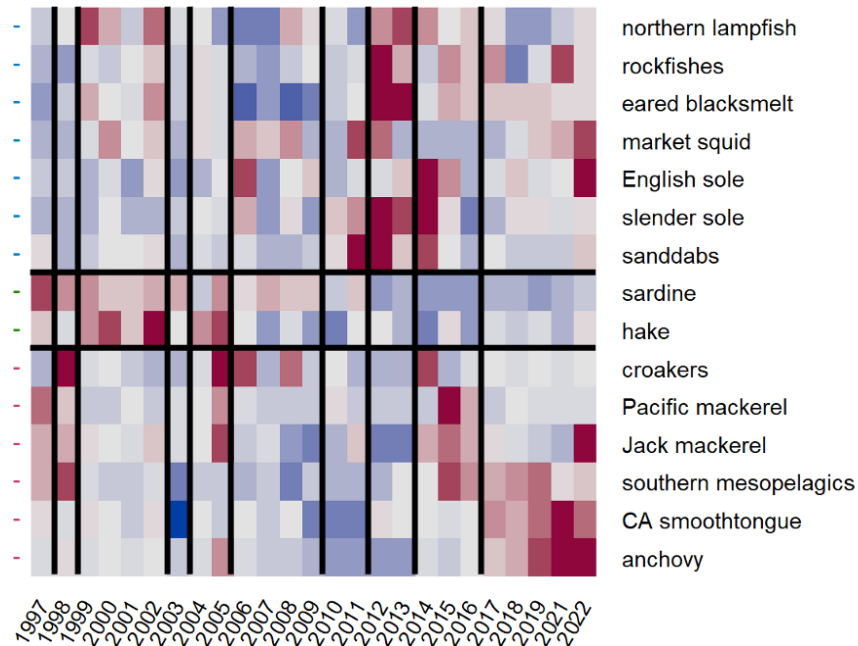 northern lampfish
rockfishes
eared blacksmelt
market squid
English sole
slender sole
sanddabs
sardine
hake
croakers
Pacific mackerel
Jack mackerel
southern mesopelagics
CA smoothtongue
anchovy
1997 1998 1999 2000 2001 2002 2003 2004 2005 2006 2007 2008 2009 2010 2011 2012 2013 2014 2015 2016 2017 2018 2019 2021 2022